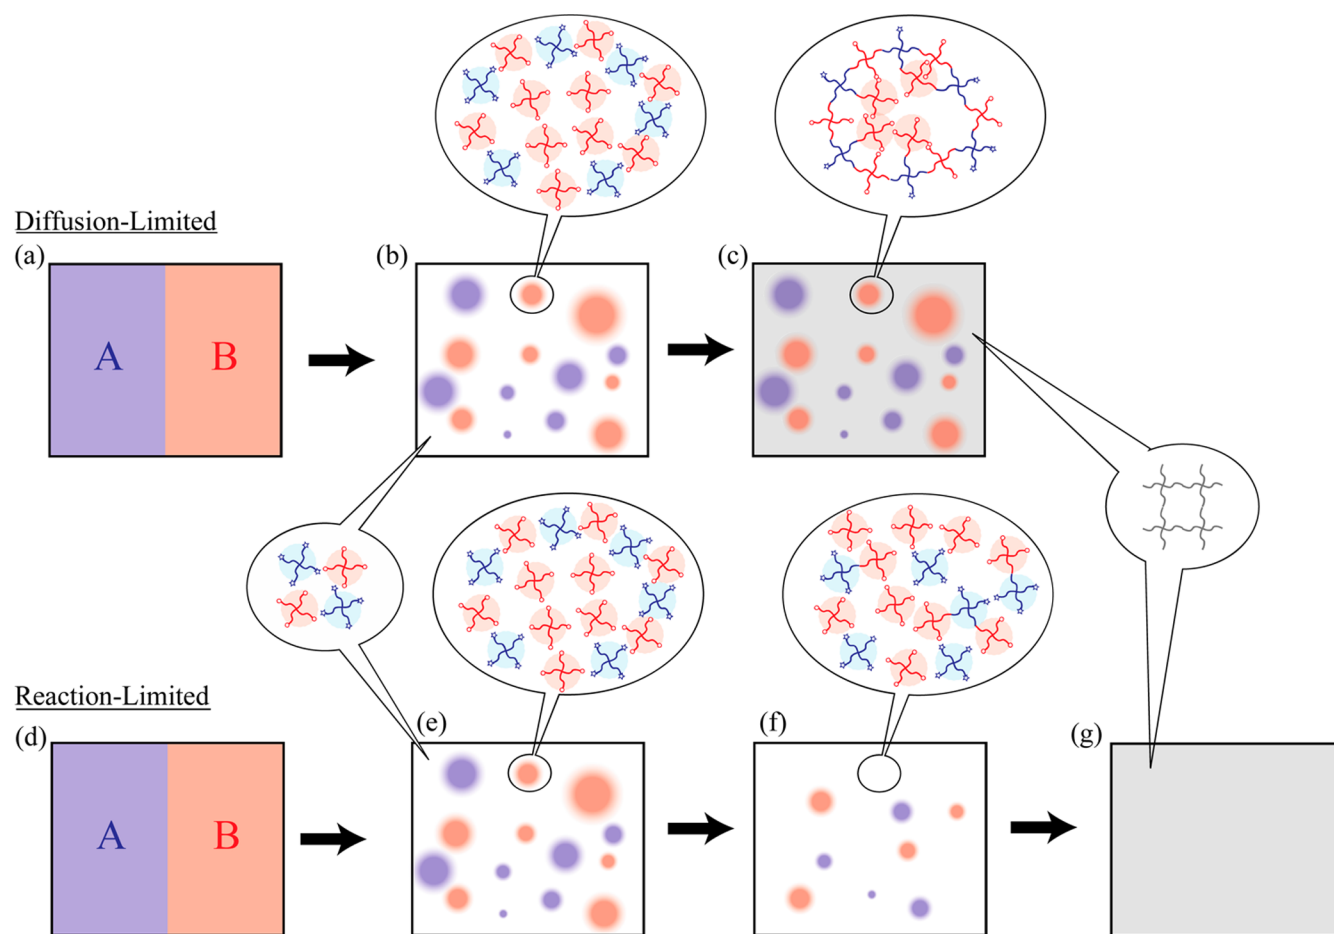 Diffusion-Limited
(a)
(b)
(c)
A
B
Reaction-Limited
(d)
(e)
(f)
(g)
A
B